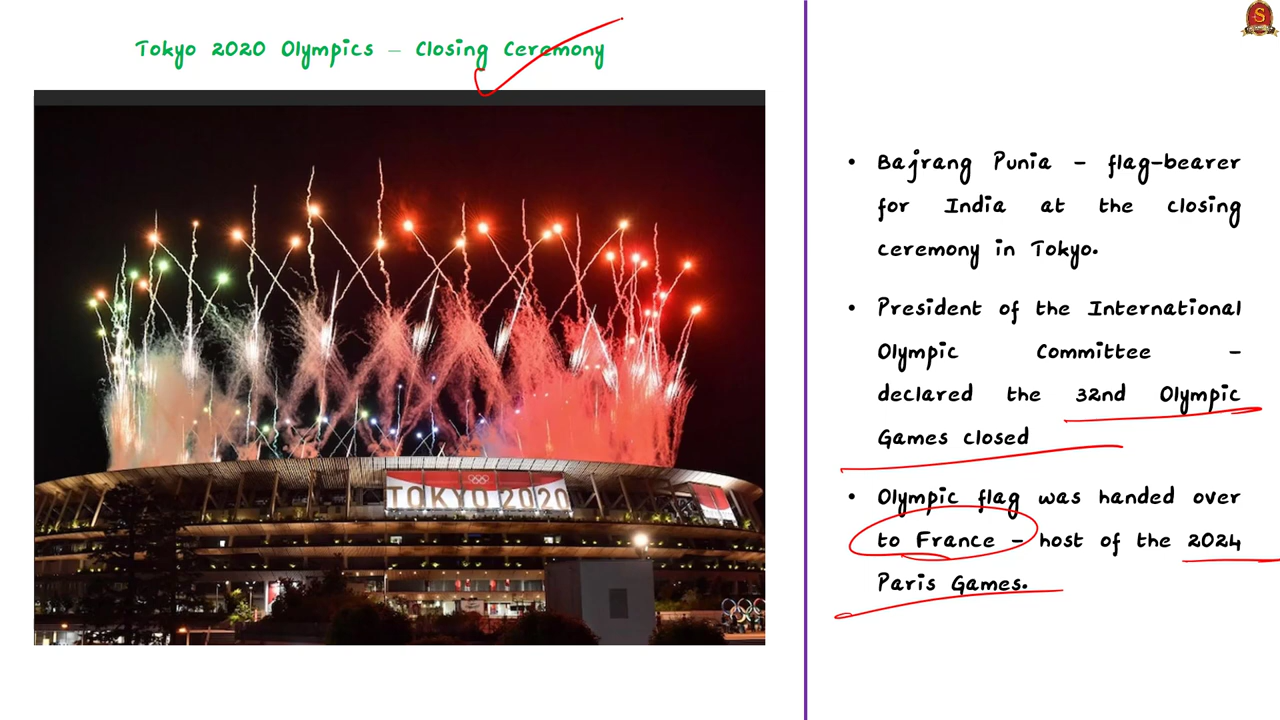 Tokyo 2020 Olympics – Closing Ceremony
TOKYO 2020
• Bajrang Punia – flag-bearer
for India at the closing
ceremony in Tokyo.
• President of the International
Olympic Committee –
declared the 32nd Olympic
Games closed
• Olympic flag was handed over
to France – host of the 2024
Paris Games.
S